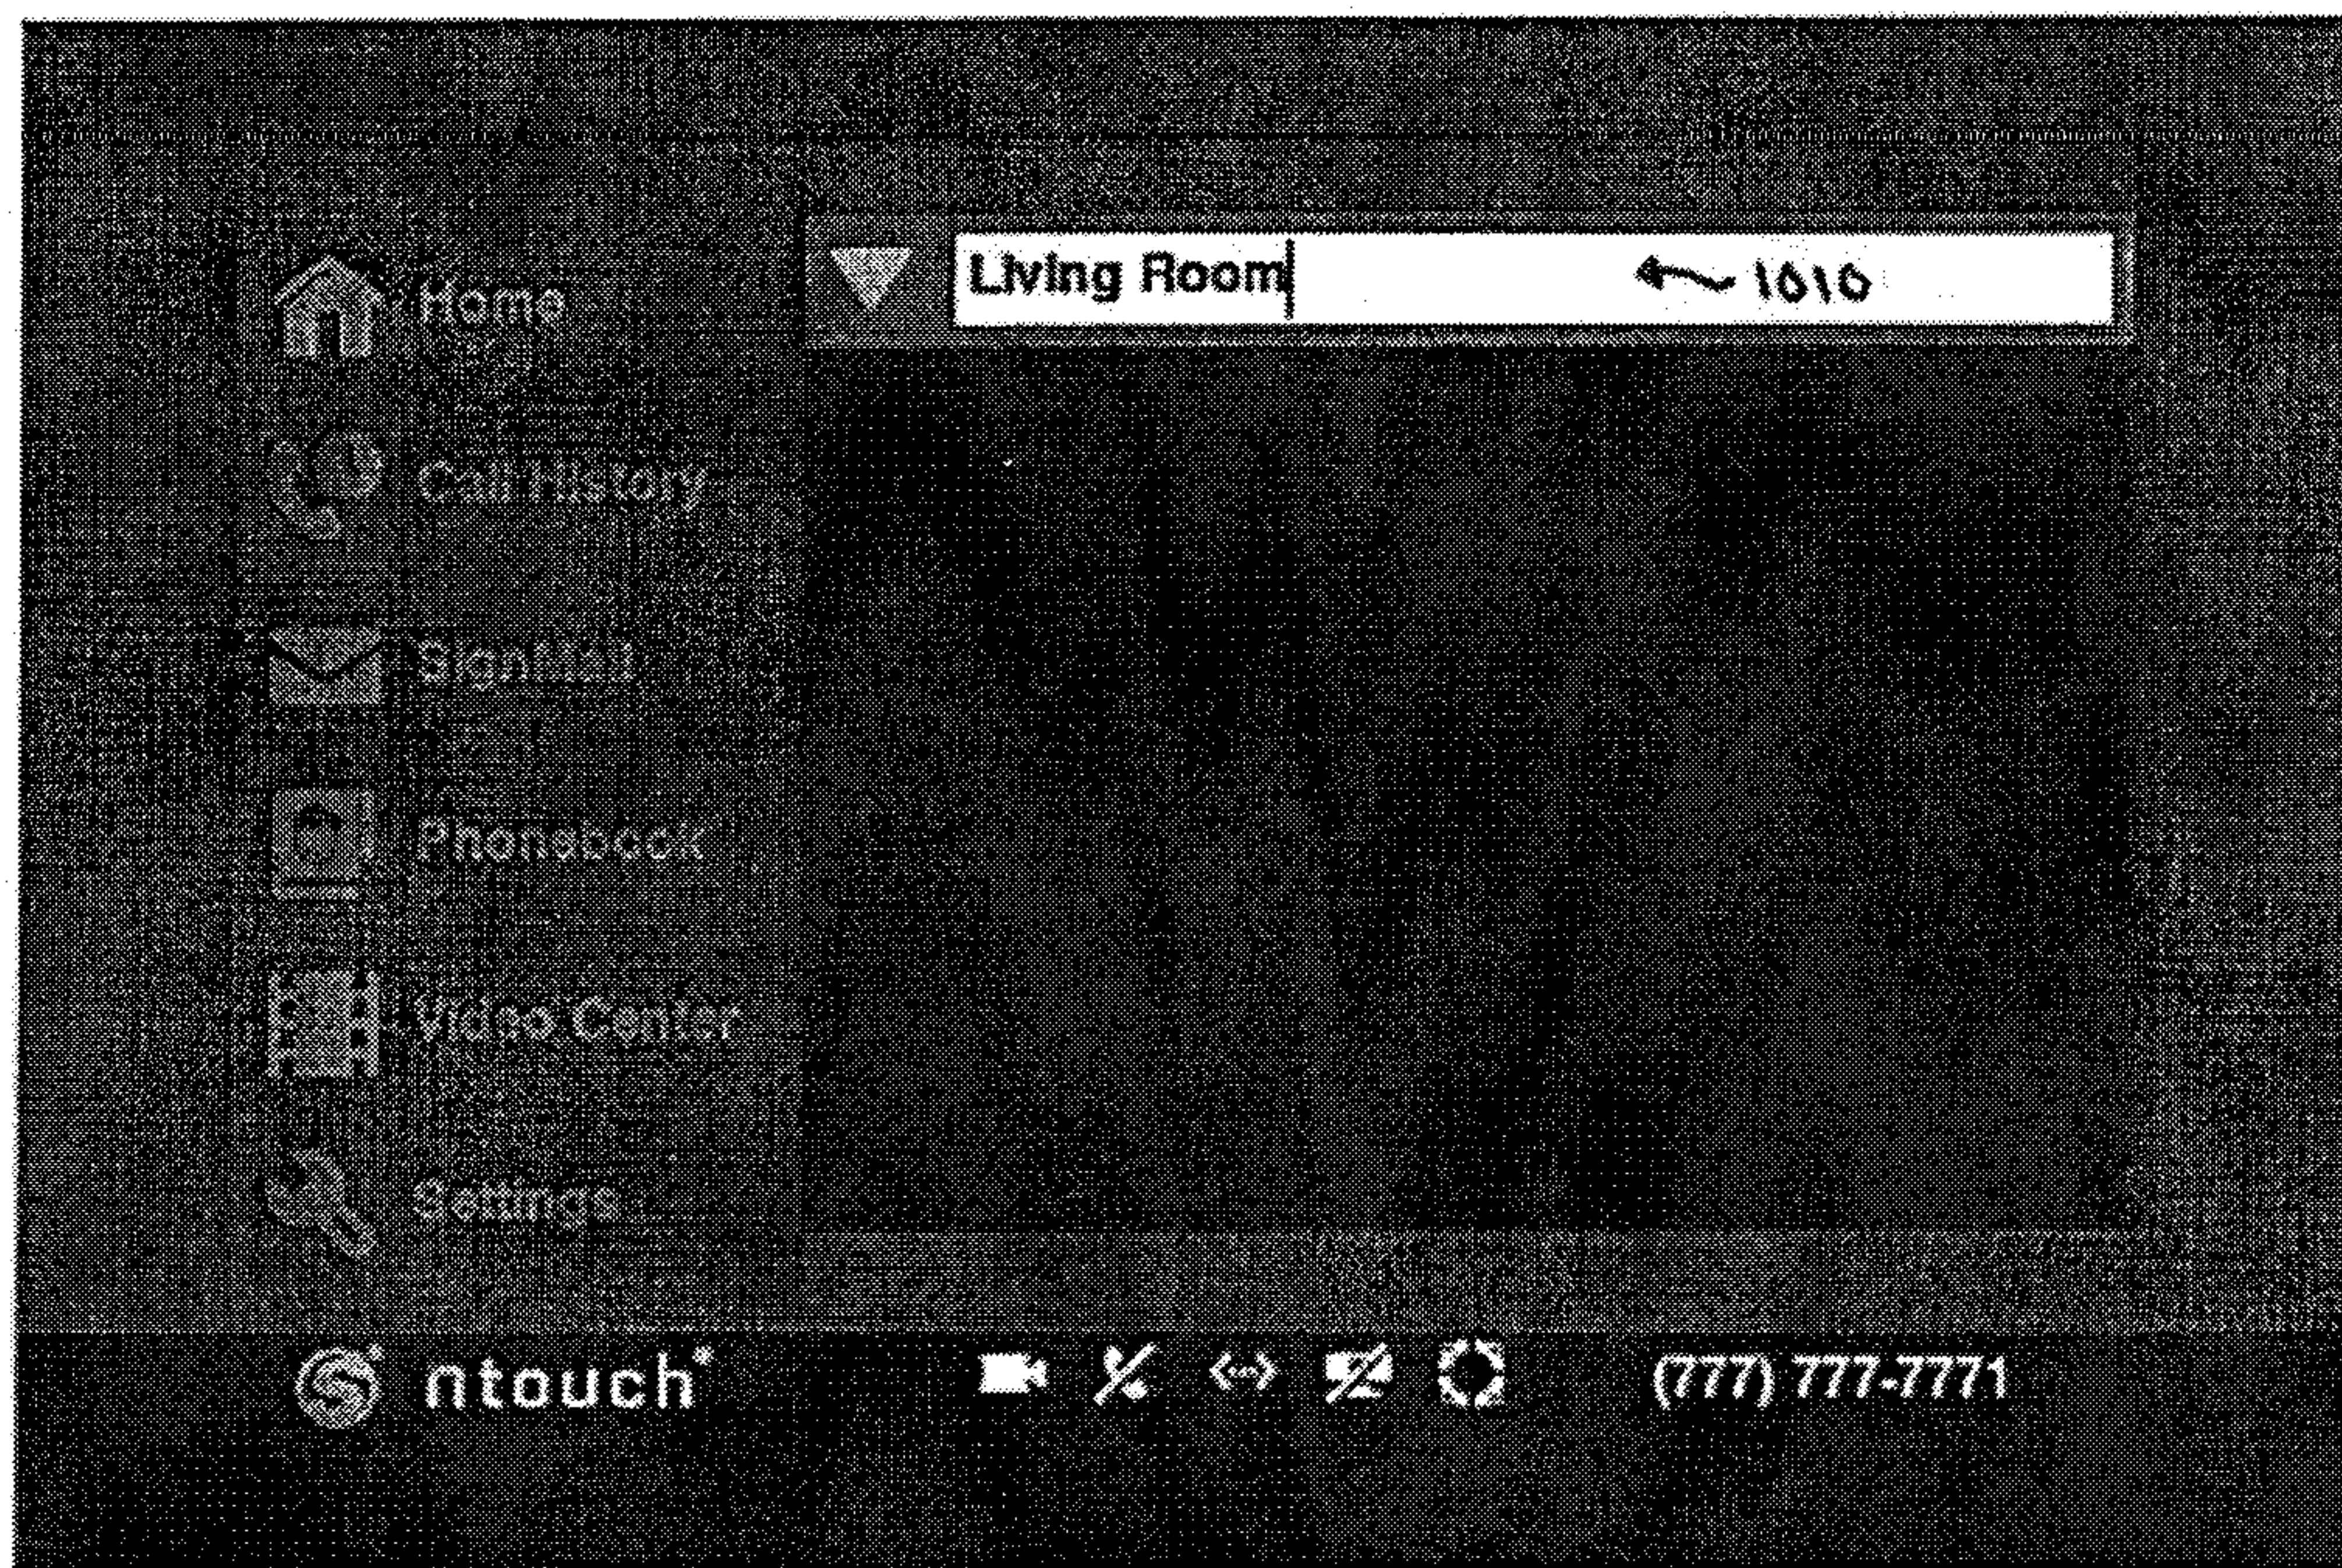 Living Room 1010
Home
Call History
SignMail
Phonebook
Video Center
Settings
ntouch® (777) 777-7771